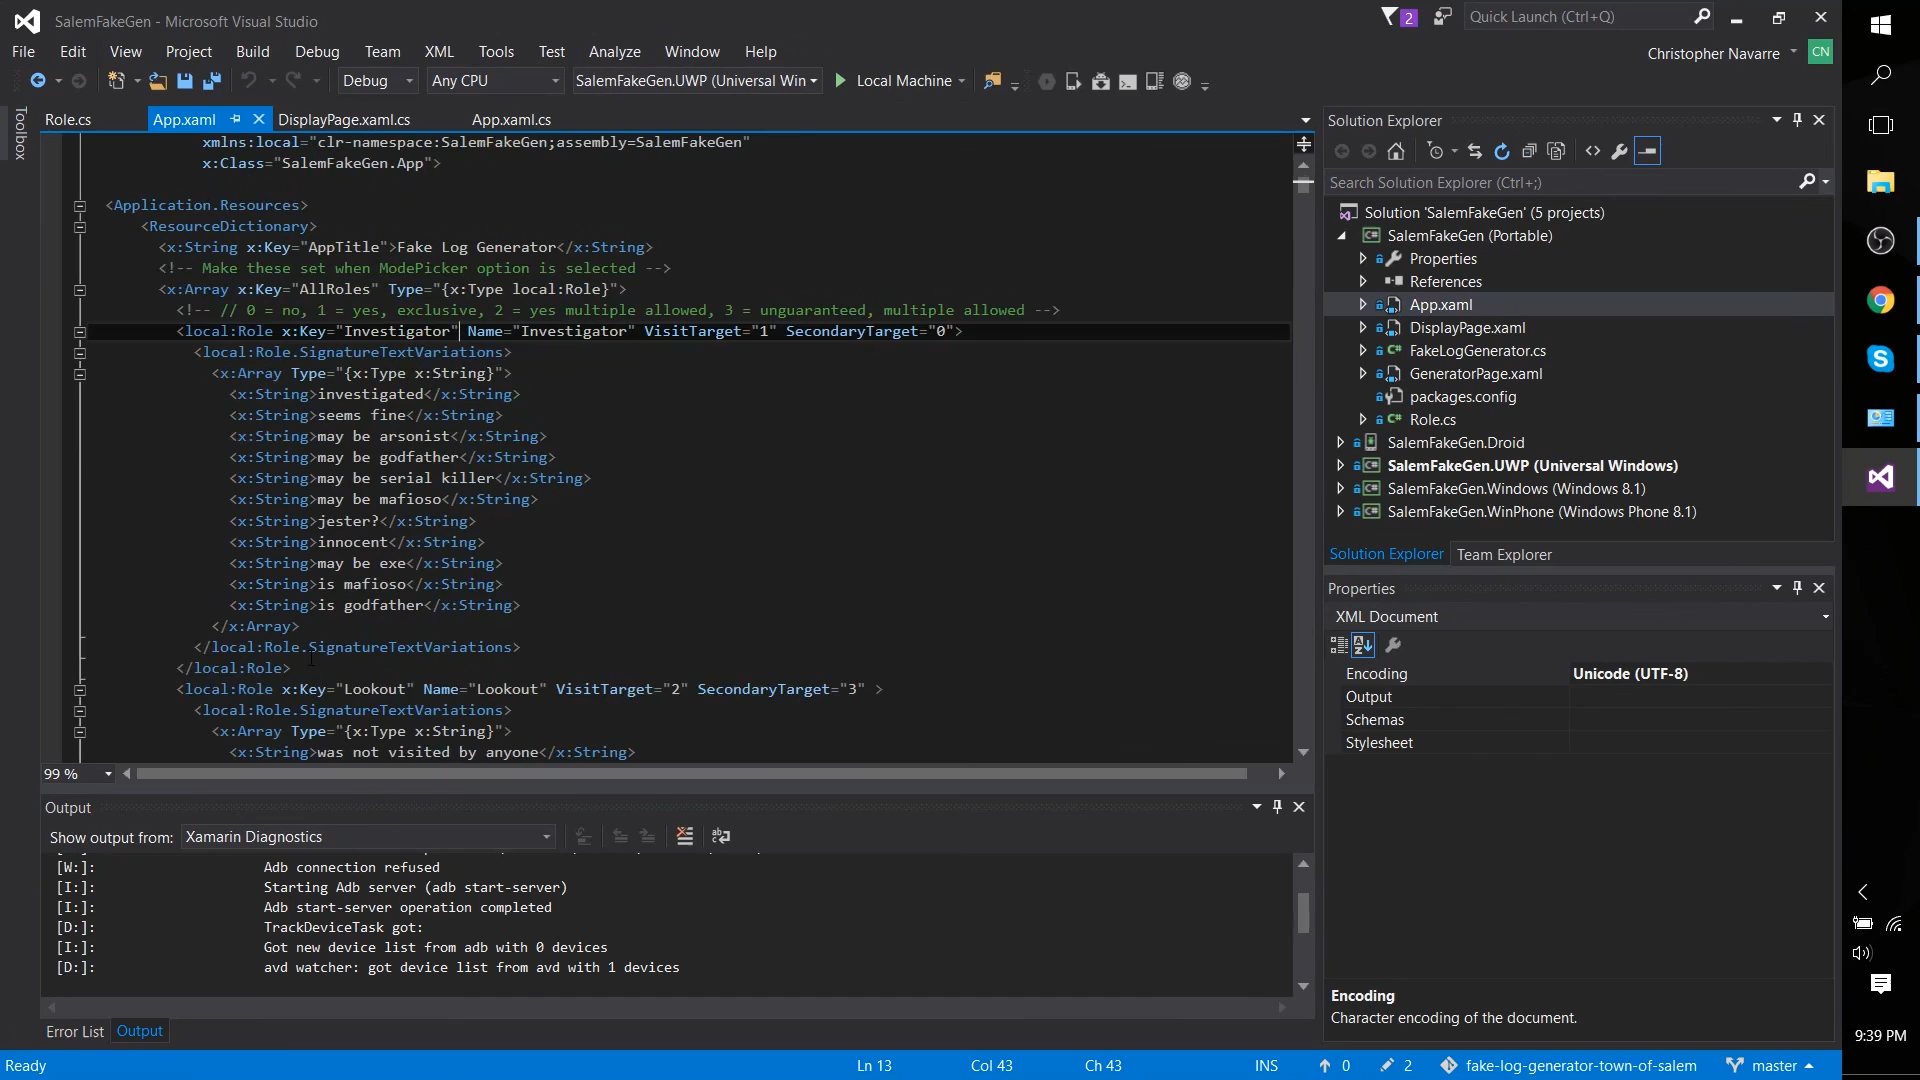 SalemFakeGen - Microsoft Visual Studio
2
Quick Launch (Ctrl+Q)
File Edit View Project Build Debug Team XML Tools Test Analyze Window Help
Christopher Navarre CN
Debug Any CPU SalemFakeGen.UWP (Universal Win Local Machine
Toolbox
Role.cs App.xaml DisplayPage.xaml.cs App.xaml.cs
xmlns:local="clr-namespace:SalemFakeGen;assembly=SalemFakeGen"
x:Class="SalemFakeGen.App">
<Application.Resources>
<ResourceDictionary>
<x:String x:Key="AppTitle">Fake Log Generator</x:String>
<!-- Make these set when ModePicker option is selected -->
<x:Array x:Key="AllRoles" Type="{x:Type local:Role}">
<!-- // 0 = no, 1 = yes, exclusive, 2 = yes multiple allowed, 3 = unguaranteed, multiple allowed -->
<local:Role x:Key="Investigator" Name="Investigator" VisitTarget="1" SecondaryTarget="0">
<local:Role.SignatureTextVariations>
<x:Array Type="{x:Type x:String}">
<x:String>investigated</x:String>
<x:String>seems fine</x:String>
<x:String>may be arsonist</x:String>
<x:String>may be godfather</x:String>
<x:String>may be serial killer</x:String>
<x:String>may be mafioso</x:String>
<x:String>jester?</x:String>
<x:String>innocent</x:String>
<x:String>may be exe</x:String>
<x:String>is mafioso</x:String>
<x:String>is godfather</x:String>
</x:Array>
</local:Role.SignatureTextVariations>
</local:Role>
<local:Role x:Key="Lookout" Name="Lookout" VisitTarget="2" SecondaryTarget="3" >
<local:Role.SignatureTextVariations>
<x:Array Type="{x:Type x:String}">
<x:String>was not visited by anyone</x:String>
99 %
Output
Show output from: Xamarin Diagnostics
[W:]: Adb connection refused
[I:]: Starting Adb server (adb start-server)
[I:]: Adb start-server operation completed
[D:]: TrackDeviceTask got:
[I:]: Got new device list from adb with 0 devices
[D:]: avd watcher: got device list from avd with 1 devices
Error List Output
Solution Explorer
Search Solution Explorer (Ctrl+;)
Solution 'SalemFakeGen' (5 projects)
SalemFakeGen (Portable)
Properties
References
App.xaml
DisplayPage.xaml
FakeLogGenerator.cs
GeneratorPage.xaml
packages.config
Role.cs
SalemFakeGen.Droid
SalemFakeGen.UWP (Universal Windows)
SalemFakeGen.Windows (Windows 8.1)
SalemFakeGen.WinPhone (Windows Phone 8.1)
Solution Explorer Team Explorer
Properties
XML Document
Encoding Unicode (UTF-8)
Output
Schemas
Stylesheet
Encoding
Character encoding of the document.
Ready Ln 13 Col 43 Ch 43 INS 0 2 fake-log-generator-town-of-salem master
9:39 PM